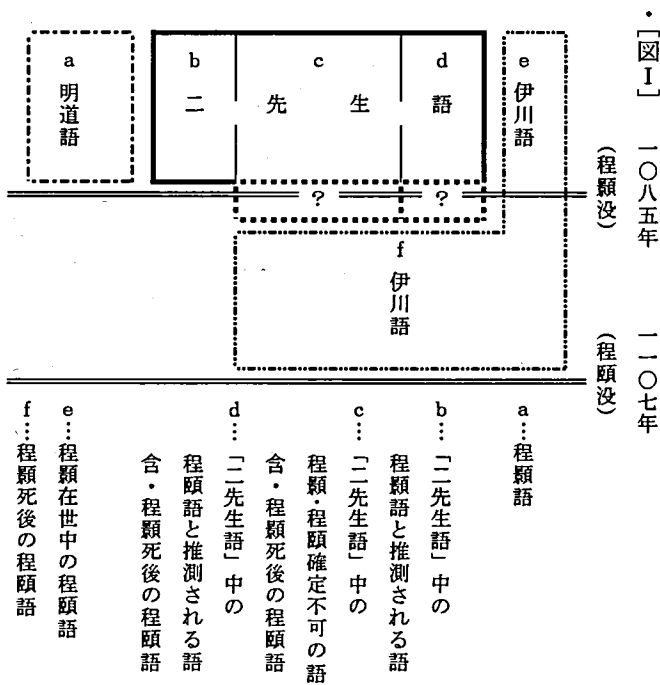 ・[図Ⅰ]
一〇八五年
(程顥没)
一一〇七年
(程頤没)
e 伊川語
d 語
c 先生
b 二
a 明道語
?
?
f 伊川語
a…程顥語
b…「二先生語」中の
程顥語と推測される語
c…「二先生語」中の
程顥・程頤確定不可の語
含・程顥死後の程頤語
d…「二先生語」中の
程頤語と推測される語
含・程顥死後の程頤語
e…程顥在世中の程頤語
f…程顥死後の程頤語